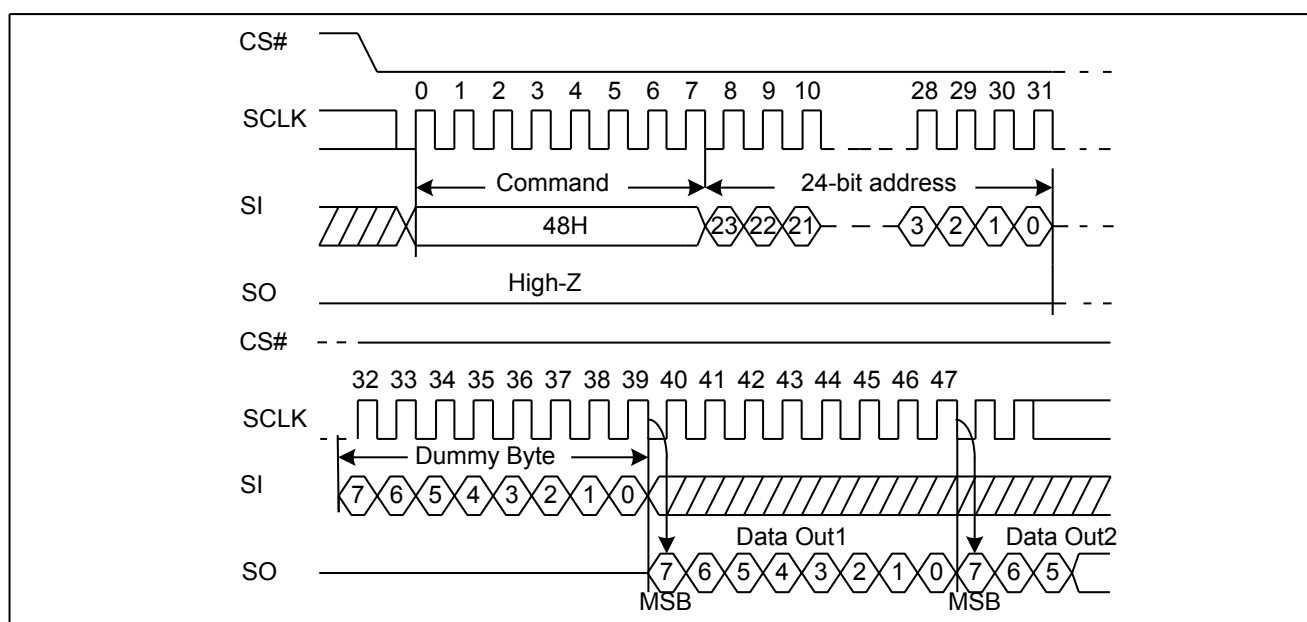 CS#
0 1 2 3 4 5 6 7 8 9 10 28 29 30 31
SCLK
Command 24-bit address
SI
48H 23 22 21 3 2 1 0
High-Z
SO
CS#
32 33 34 35 36 37 38 39 40 41 42 43 44 45 46 47
SCLK
Dummy Byte
SI
7 6 5 4 3 2 1 0
Data Out1 Data Out2
SO
7 6 5 4 3 2 1 0 7 6 5
MSB MSB